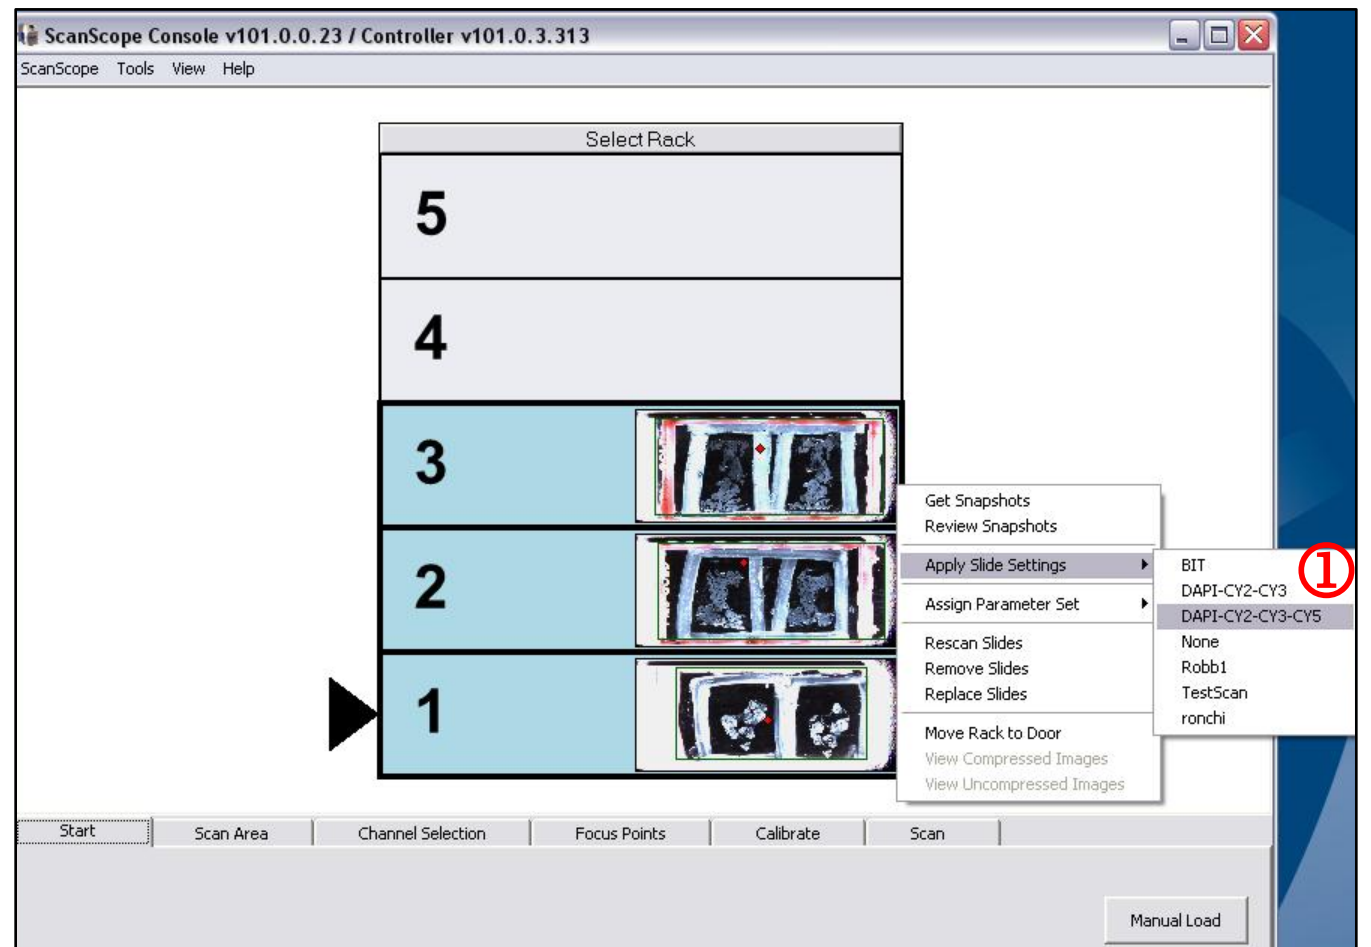 ScanScope Console v101.0.0.23 / Controller v101.0.3.313
ScanScope Tools View Help
Select Rack
5
4
3
2
1
Get Snapshots
Review Snapshots
Apply Slide Settings
Assign Parameter Set
Rescan Slides
Remove Slides
Replace Slides
Move Rack to Door
View Compressed Images
View Uncompressed Images
BIT
DAPI-CY2-CY3
DAPI-CY2-CY3-CY5
None
Robb1
TestScan
ronchi
①
Start Scan Area Channel Selection Focus Points Calibrate Scan
Manual Load